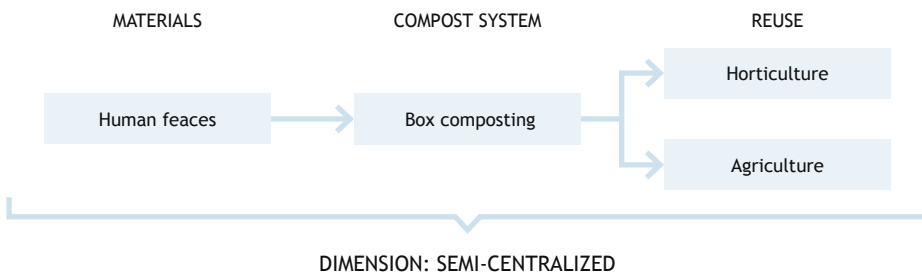 MATERIALS
COMPOST SYSTEM
REUSE
Human feaces
Box composting
Horticulture
Agriculture
DIMENSION: SEMI-CENTRALIZED